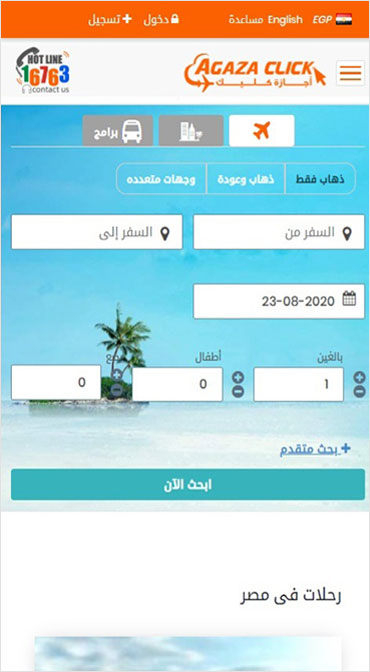 EGP English مساعدة دخول تسجيل
AGAZA CLICK
أجازة كلـيـك
HOT LINE
16763
contact us
برامج
ذهاب فقط ذهاب وعودة وجهات متعدده
السفر من السفر إلى
23-08-2020
بالغين أطفال
1 0 0
بحث متقدم
ابحث الآن
رحلات فى مصر